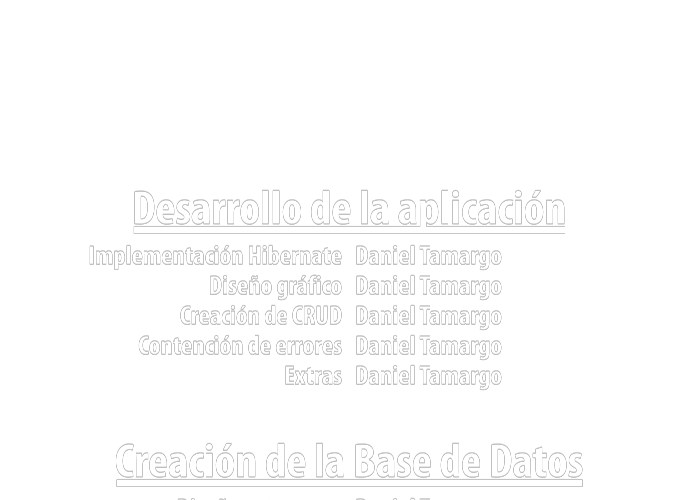 Desarrollo de la aplicación
Implementación Hibernate Daniel Tamargo
Diseño gráfico Daniel Tamargo
Creación de CRUD Daniel Tamargo
Contención de errores Daniel Tamargo
Extras Daniel Tamargo
Creación de la Base de Datos